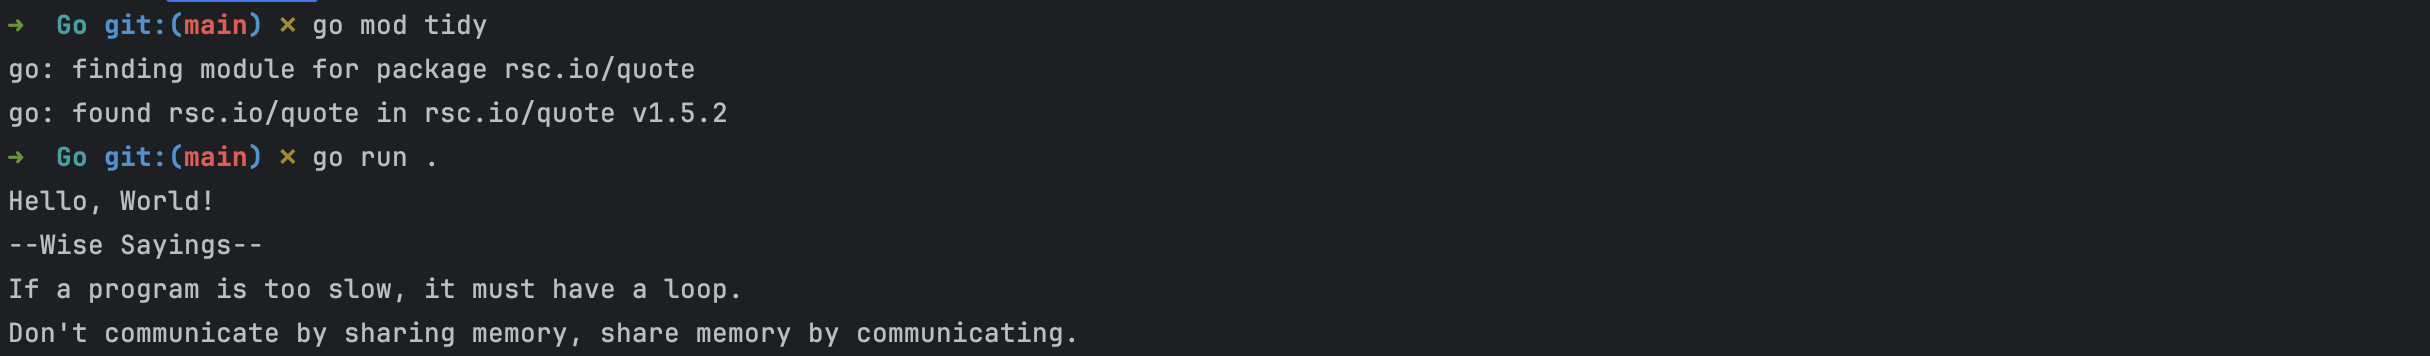 ➜  Go git:(main) ✗ go mod tidy
go: finding module for package rsc.io/quote
go: found rsc.io/quote in rsc.io/quote v1.5.2
➜  Go git:(main) ✗ go run .
Hello, World!
--Wise Sayings--
If a program is too slow, it must have a loop.
Don't communicate by sharing memory, share memory by communicating.